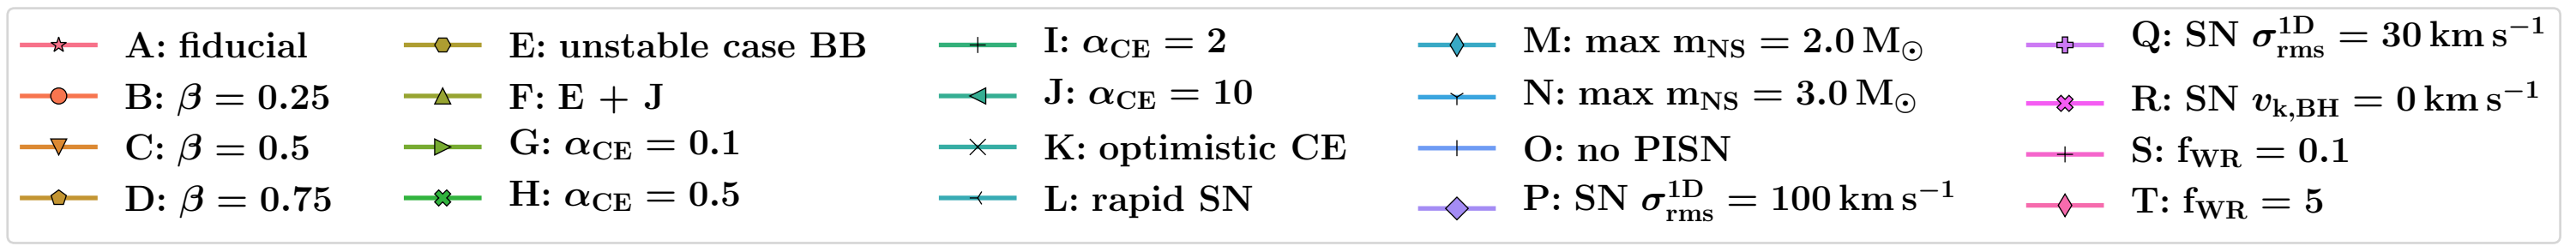 A: fiducial
B: β = 0.25
C: β = 0.5
D: β = 0.75
E: unstable case BB
F: E + J
G: α_CE = 0.1
H: α_CE = 0.5
I: α_CE = 2
J: α_CE = 10
K: optimistic CE
L: rapid SN
M: max m_NS = 2.0 M_⊙
N: max m_NS = 3.0 M_⊙
O: no PISN
P: SN σ_rms^1D = 100 km s^−1
Q: SN σ_rms^1D = 30 km s^−1
R: SN v_k,BH = 0 km s^−1
S: f_WR = 0.1
T: f_WR = 5